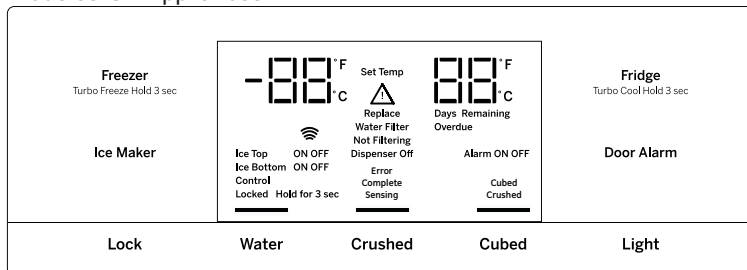 Freezer
Turbo Freeze Hold 3 sec
Ice Maker
-88 °F °C
Set Temp
88 °F °C
Replace
Water Filter
Not Filtering
Dispenser Off
Days Remaining
Overdue
Ice Top ON OFF
Ice Bottom ON OFF
Control
Locked Hold for 3 sec
Error
Complete
Sensing
Alarm ON OFF
Cubed
Crushed
Fridge
Turbo Cool Hold 3 sec
Door Alarm
Lock Water Crushed Cubed Light